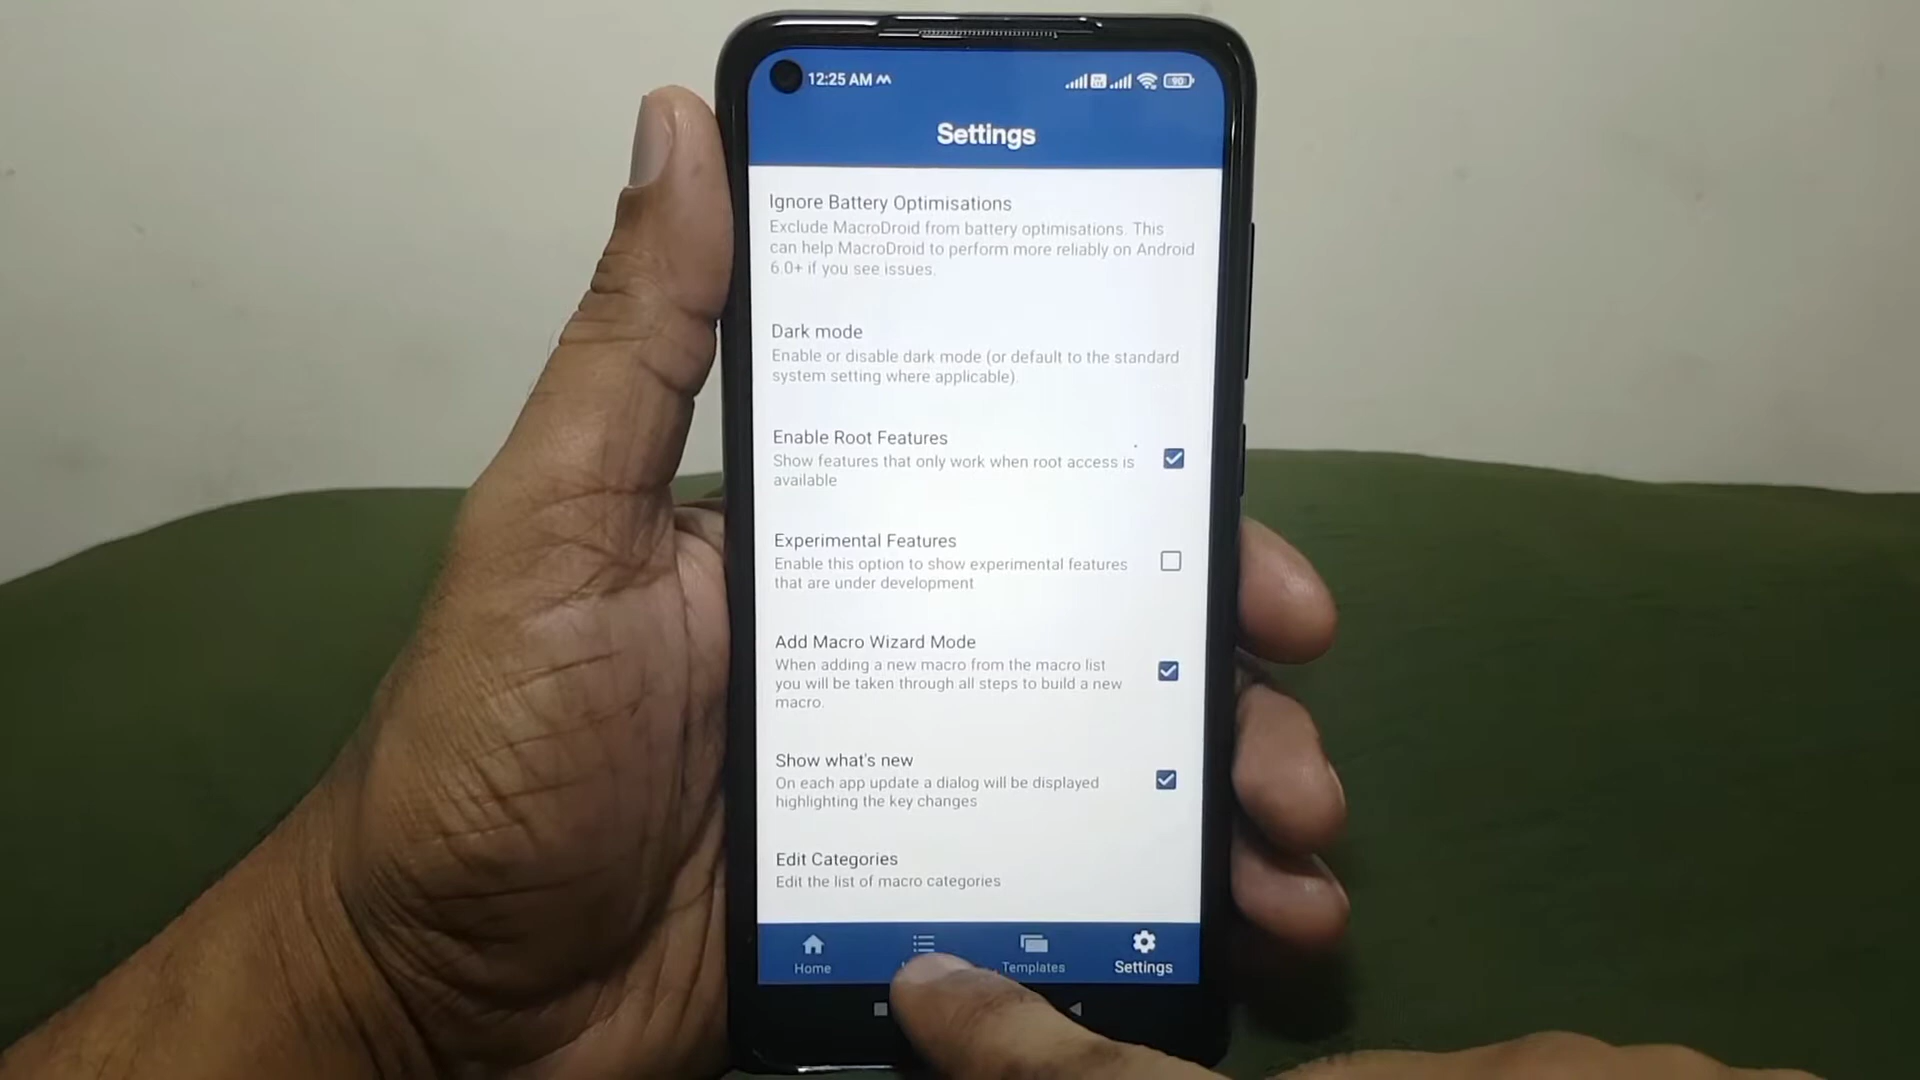 12:25 AM
90
Settings
Ignore Battery Optimisations
Exclude MacroDroid from battery optimisations. This
can help MacroDroid to perform more reliably on Android
6.0+ if you see issues.
Dark mode
Enable or disable dark mode (or default to the standard
system setting where applicable).
Enable Root Features
Show features that only work when root access is
available
Experimental Features
Enable this option to show experimental features
that are under development
Add Macro Wizard Mode
When adding a new macro from the macro list
you will be taken through all steps to build a new
macro.
Show what's new
On each app update a dialog will be displayed
highlighting the key changes
Edit Categories
Edit the list of macro categories
Home
Templates
Settings